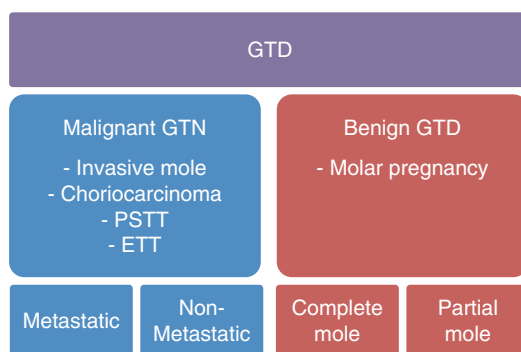 GTD
Malignant GTN
- Invasive mole
- Choriocarcinoma
- PSTT
- ETT
Benign GTD
- Molar pregnancy
Metastatic
Non-
Metastatic
Complete
mole
Partial
mole